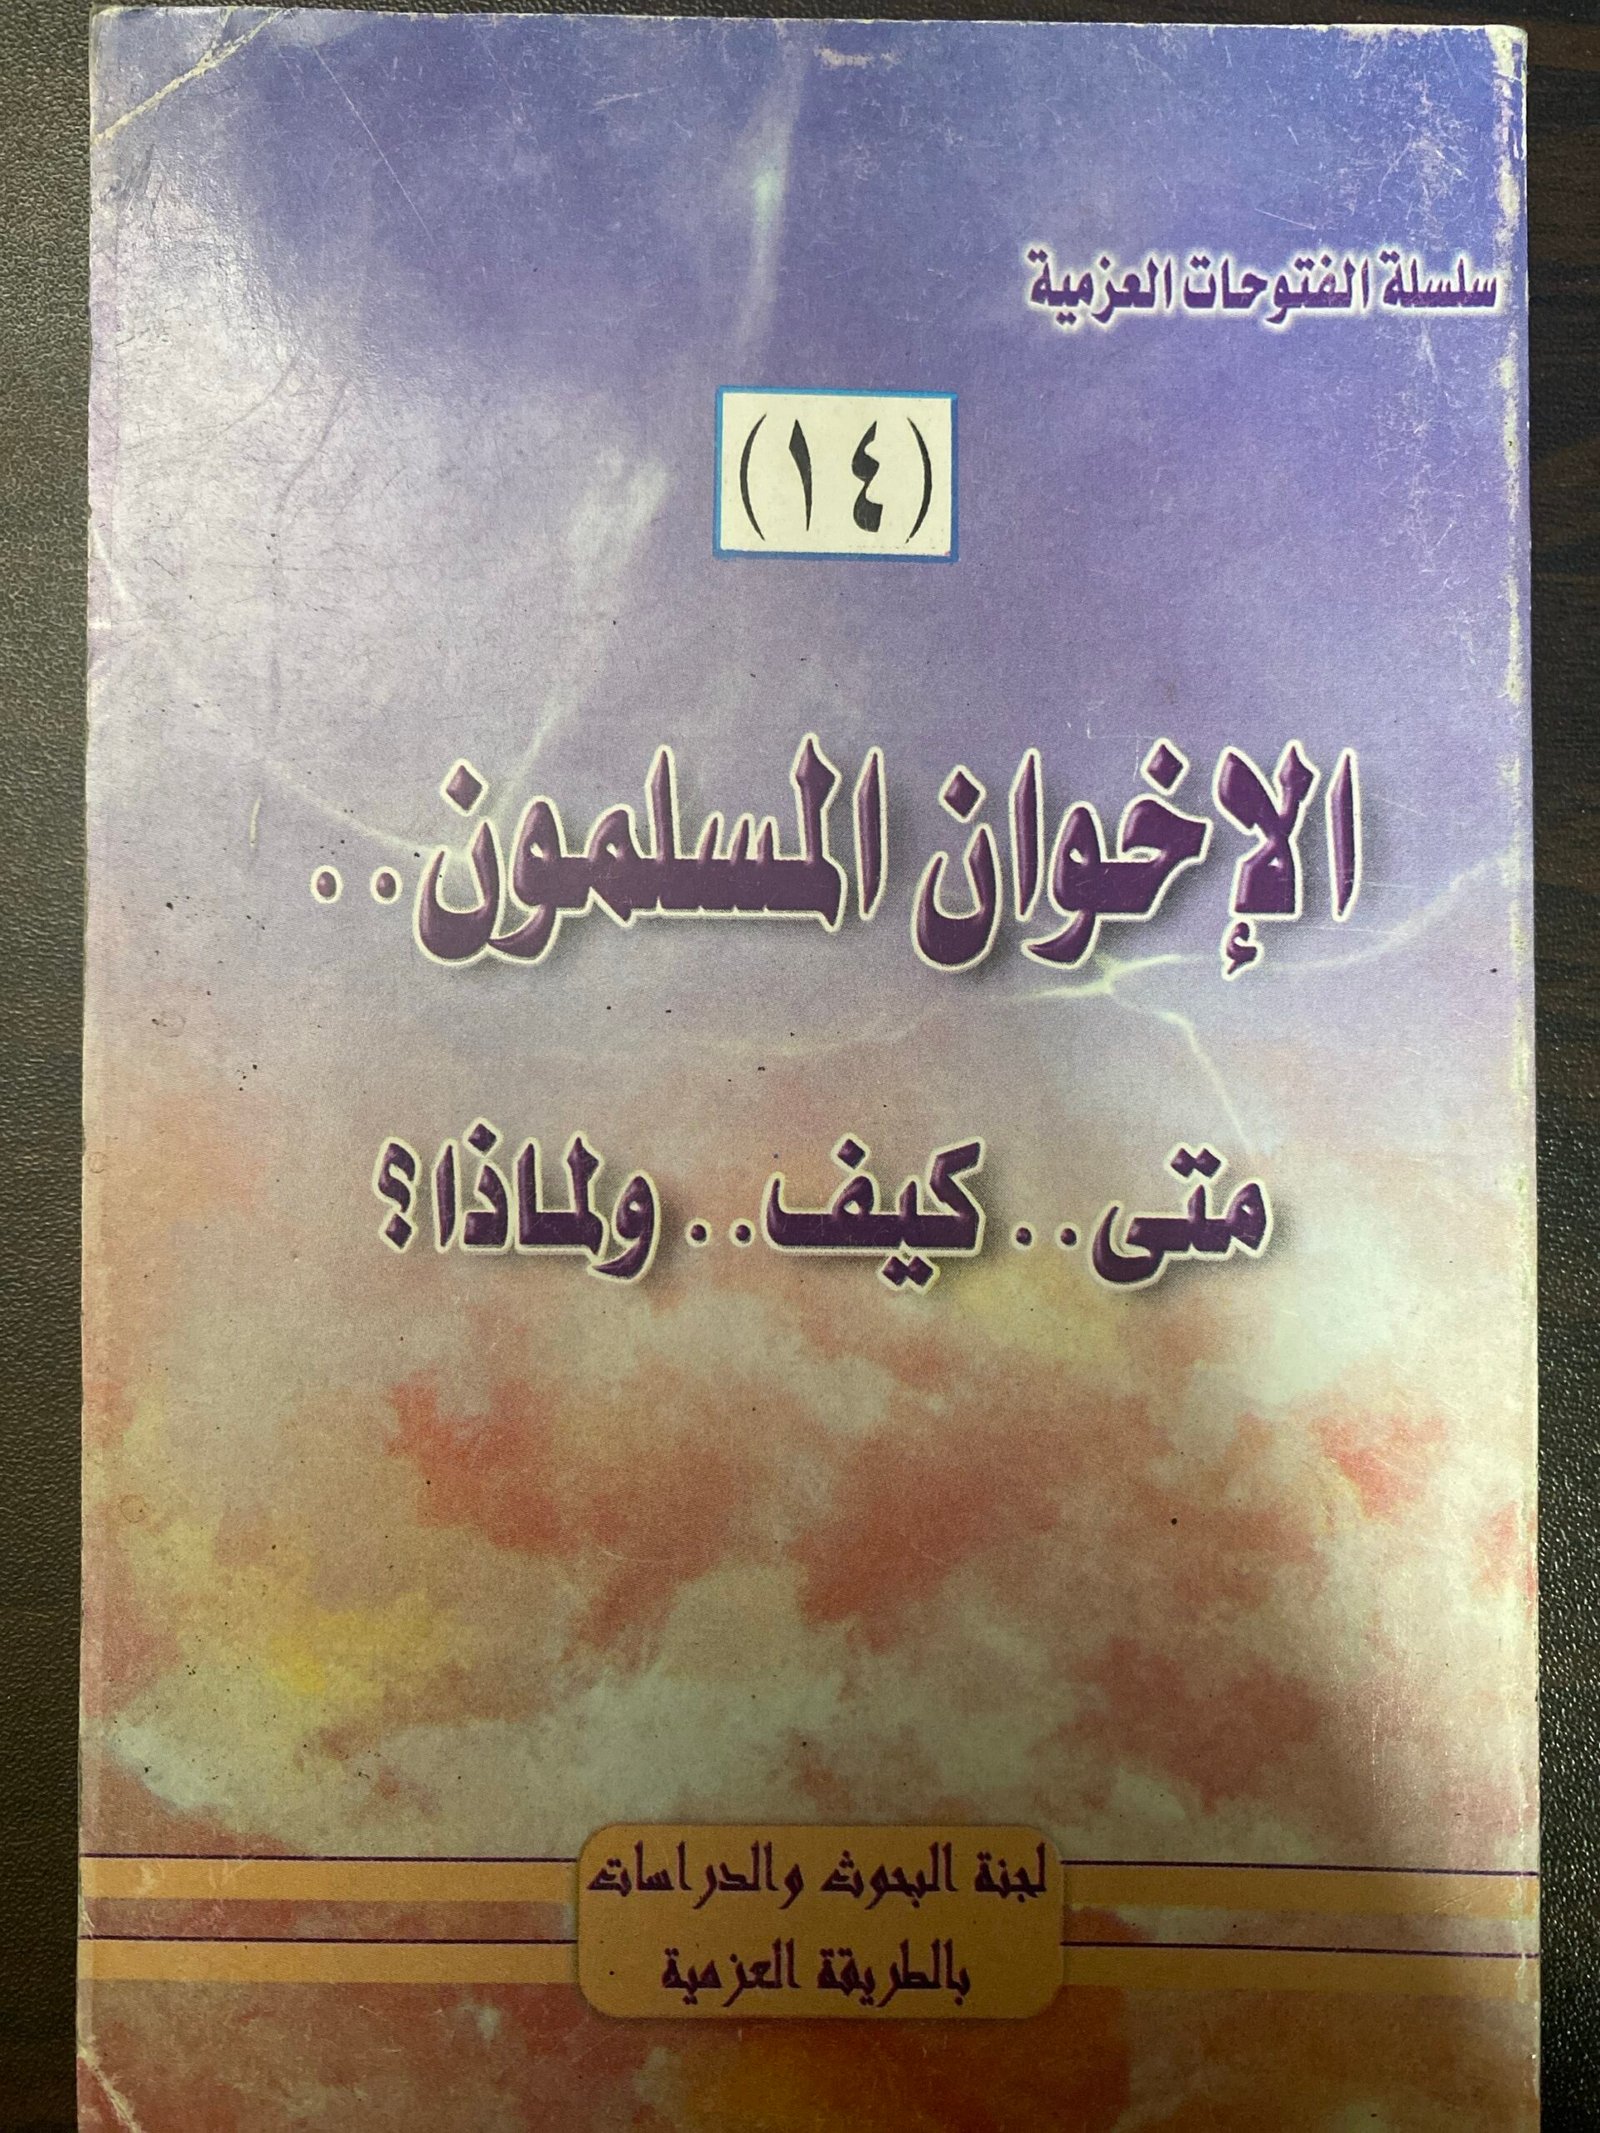 سلسلة الفتوحات العزمية
(١٤)
الإخوان المسلمون..
متى.. كيف.. ولماذا؟
لجنة البحوث والدراسات
بالطريقة العزمية